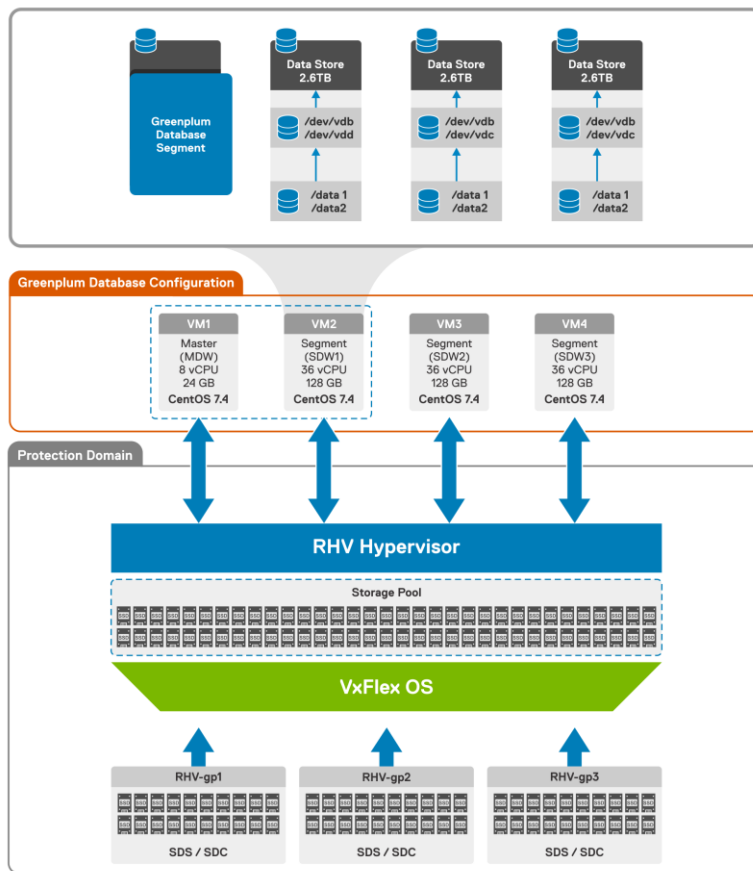 Greenplum
Database
Segment
Data Store
2.6TB
/dev/vdb
/dev/vdd
/data 1
/data2
Data Store
2.6TB
/dev/vdb
/dev/vdc
/data 1
/data2
Data Store
2.6TB
/dev/vdb
/dev/vdc
/data 1
/data2
Greenplum Database Configuration
VM1
Master
(MDW)
8 vCPU
24 GB
CentOS 7.4
VM2
Segment
(SDW1)
36 vCPU
128 GB
CentOS 7.4
VM3
Segment
(SDW2)
36 vCPU
128 GB
CentOS 7.4
VM4
Segment
(SDW3)
36 vCPU
128 GB
CentOS 7.4
Protection Domain
RHV Hypervisor
Storage Pool
VxFlex OS
RHV-gp1
SDS / SDC
RHV-gp2
SDS / SDC
RHV-gp3
SDS / SDC